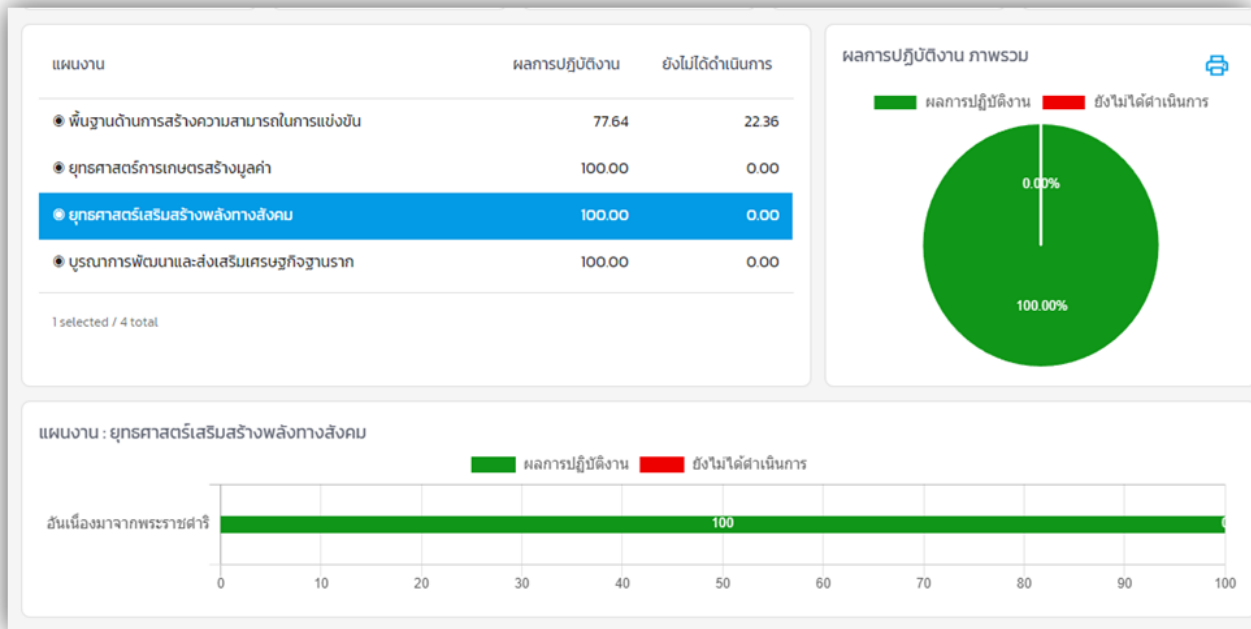 แผนงาน ผลการปฏิบัติงาน ยังไม่ได้ดำเนินการ
พื้นฐานด้านการสร้างความสามารถในการแข่งขัน 77.64 22.36
ยุทธศาสตร์การเกษตรสร้างมูลค่า 100.00 0.00
ยุทธศาสตร์เสริมสร้างพลังทางสังคม 100.00 0.00
บูรณาการพัฒนาและส่งเสริมเศรษฐกิจฐานราก 100.00 0.00
1 selected / 4 total
ผลการปฏิบัติงาน ภาพรวม
ผลการปฏิบัติงาน ยังไม่ได้ดำเนินการ
0.00%
100.00%
แผนงาน : ยุทธศาสตร์เสริมสร้างพลังทางสังคม
ผลการปฏิบัติงาน ยังไม่ได้ดำเนินการ
อันเนื่องมาจากพระราชดำริ 100
0 10 20 30 40 50 60 70 80 90 100